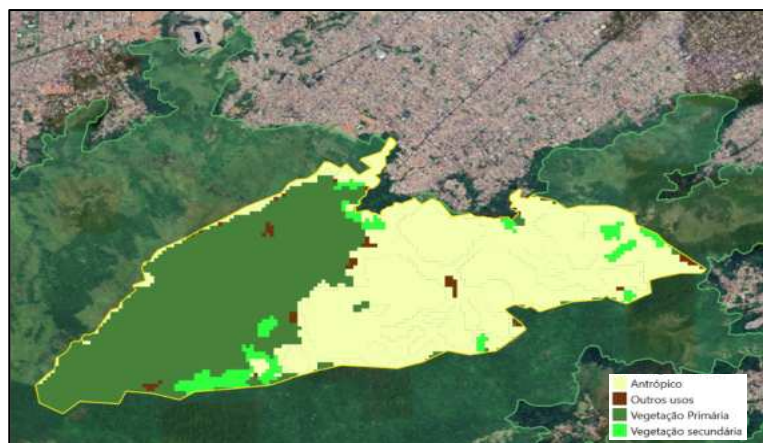 Antrópico
Outros usos
Vegetação Primária
Vegetação secundária